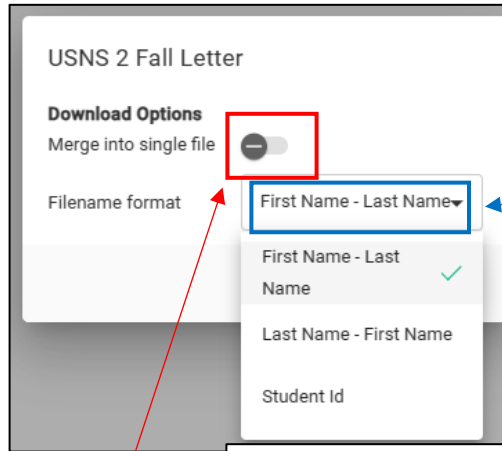 USNS 2 Fall Letter
Download Options
Merge into single file
Filename format
First Name - Last Name
First Name - Last
Name
Last Name - First Name
Student Id